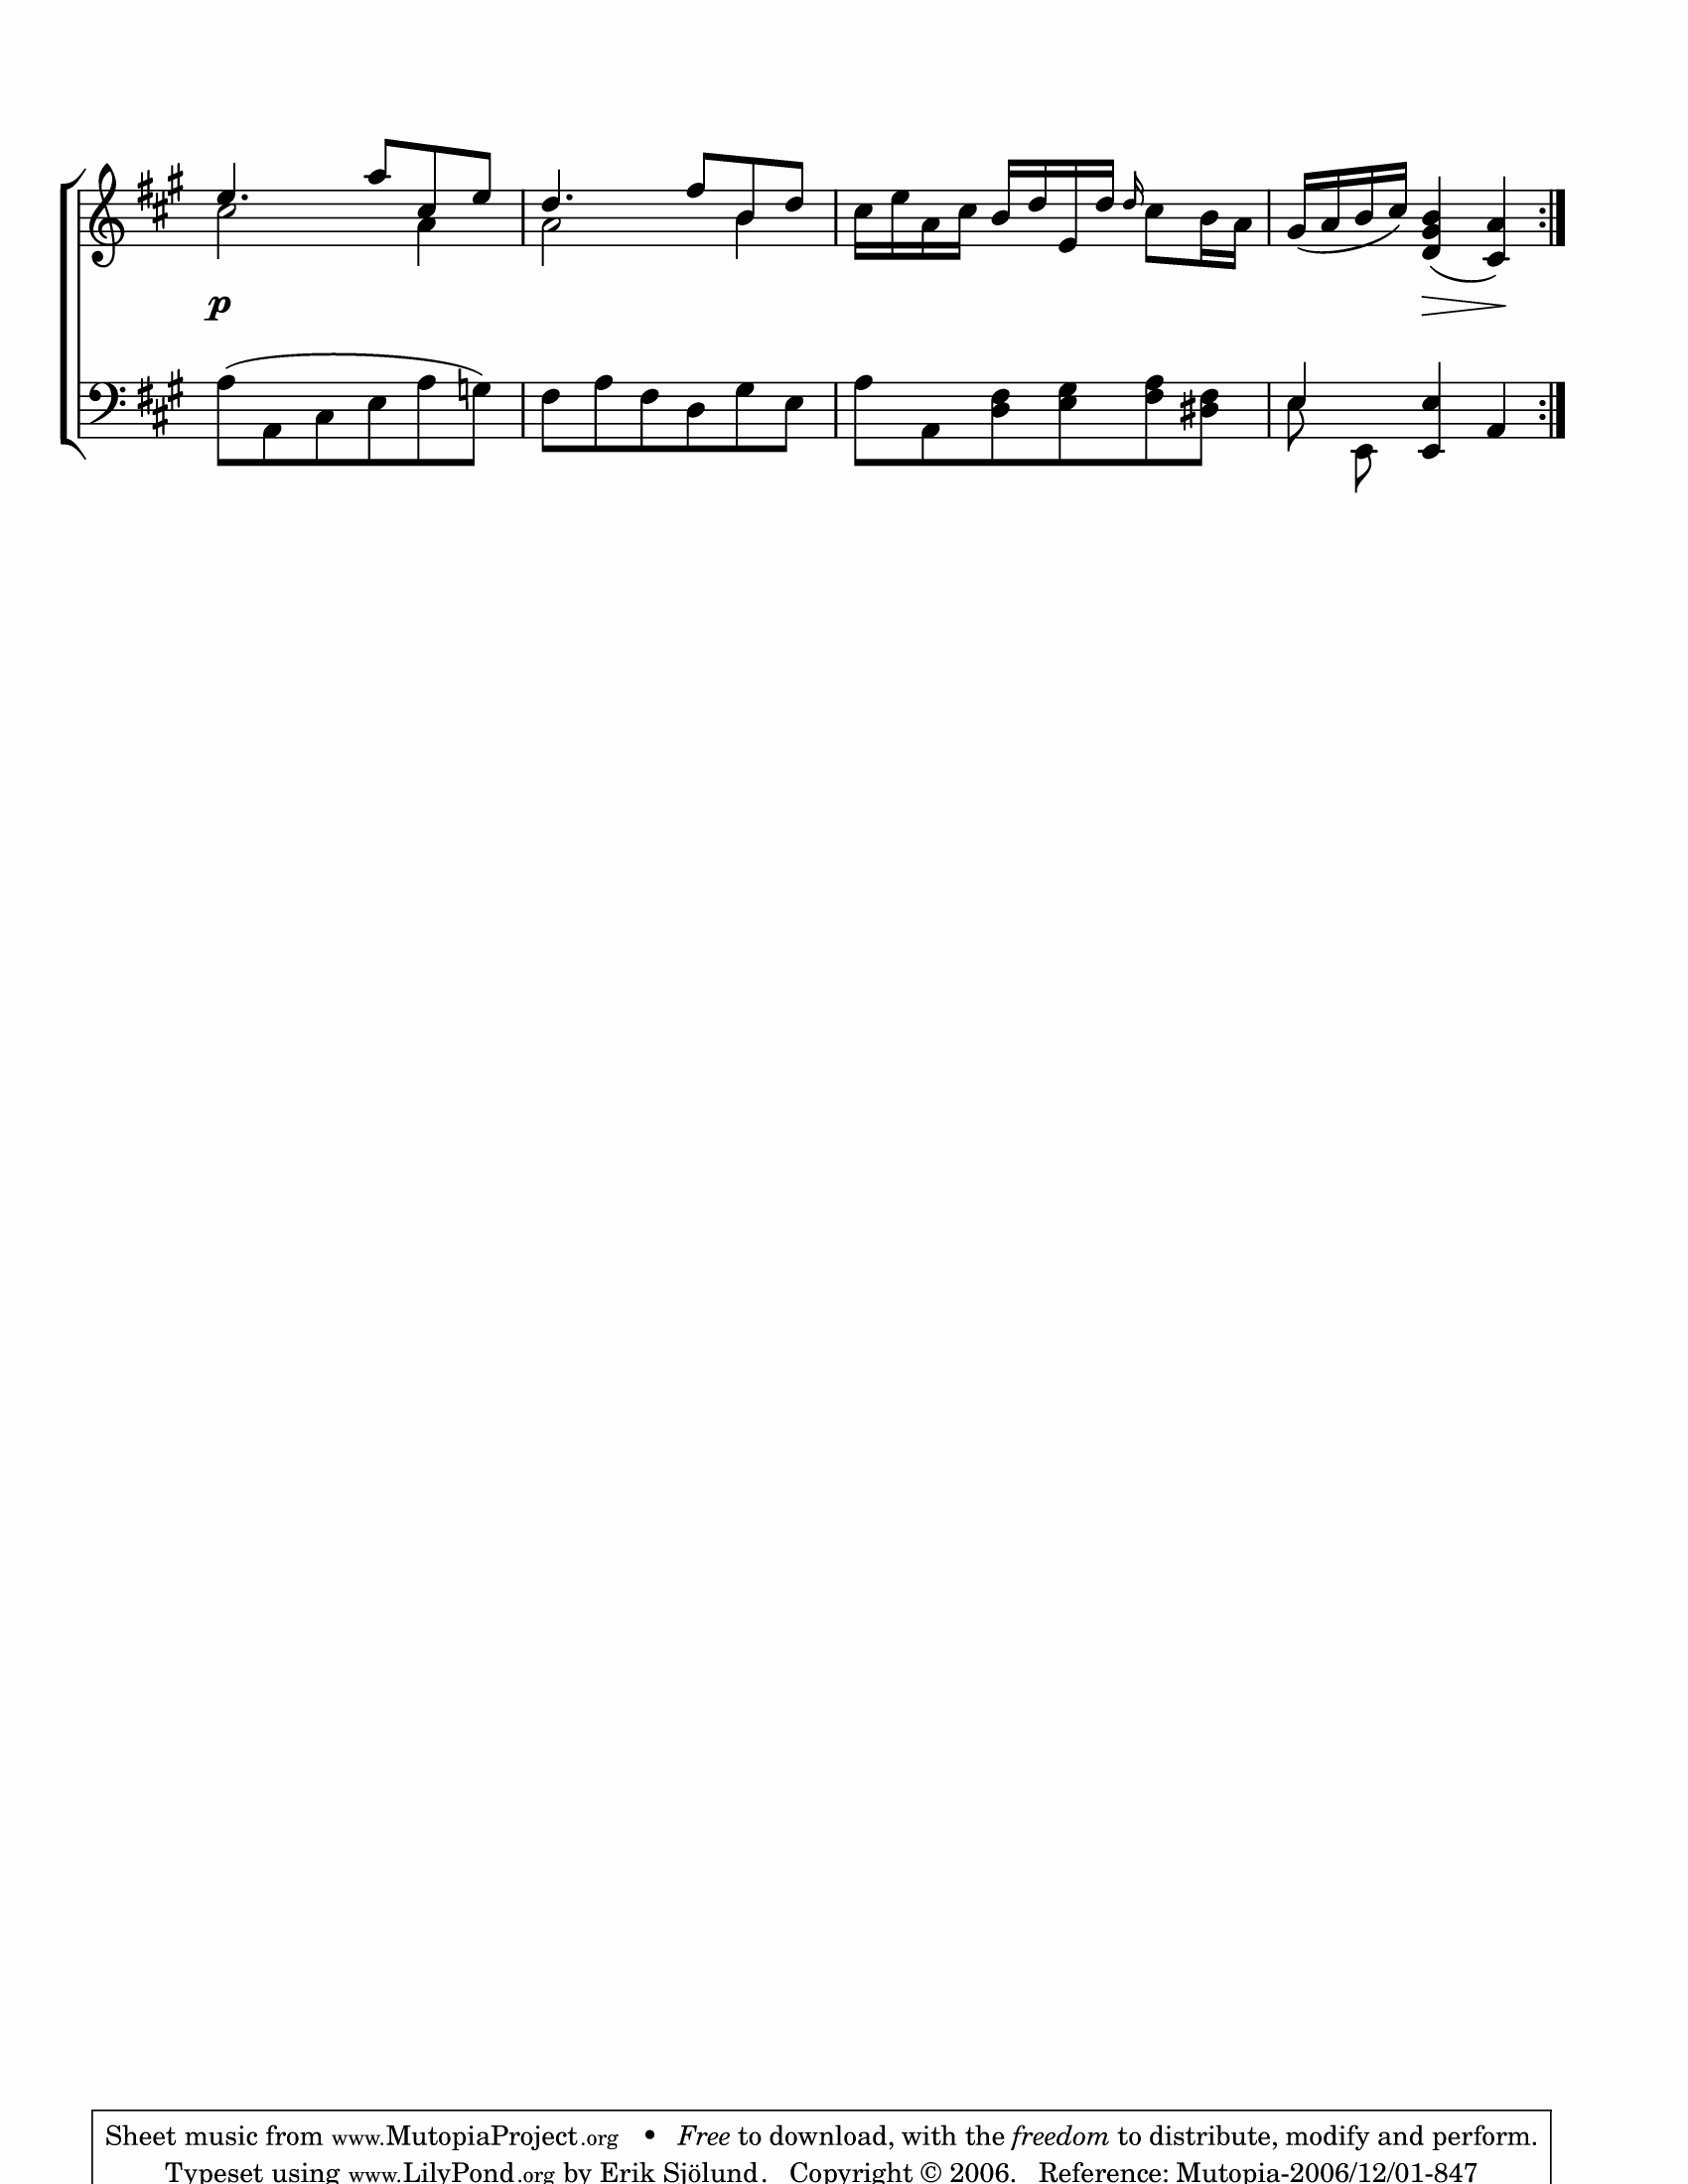 p
Sheet music from www.MutopiaProject.org • Free to download, with the freedom to distribute, modify and perform.
Typeset using www.LilyPond.org by Erik Sjölund. Copyright © 2006. Reference: Mutopia-2006/12/01-847